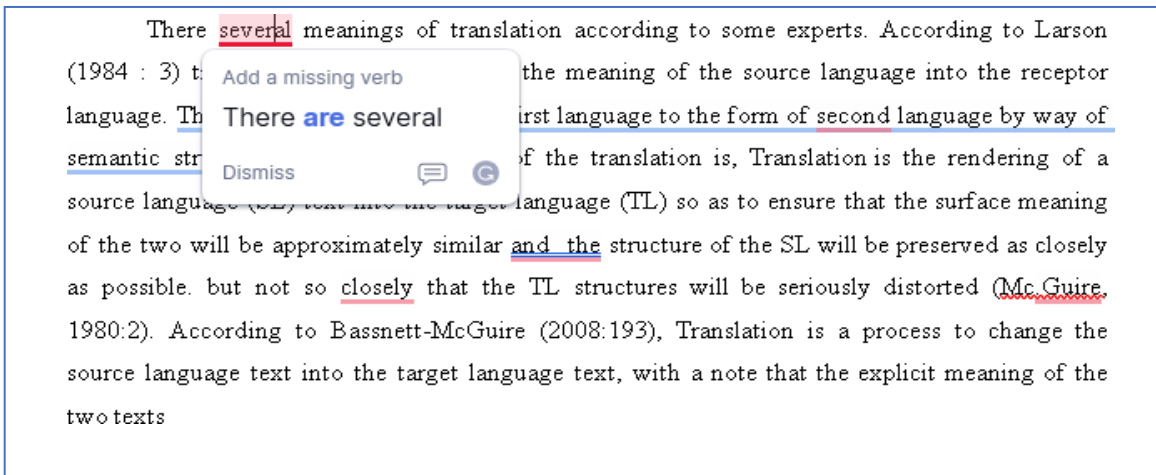 There several meanings of translation according to some experts. According to Larson
(1984 : 3) the meaning of the source language into the receptor
Add a missing verb
language. irst language to the form of second language by way of
There are several
semantic of the translation is, Translation is the rendering of a
Dismiss
source language (SL) text into the target language (TL) so as to ensure that the surface meaning
of the two will be approximately similar and the structure of the SL will be preserved as closely
as possible. but not so closely that the TL structures will be seriously distorted (Mc.Guire,
1980:2). According to Bassnett-McGuire (2008:193), Translation is a process to change the
source language text into the target language text, with a note that the explicit meaning of the
two texts